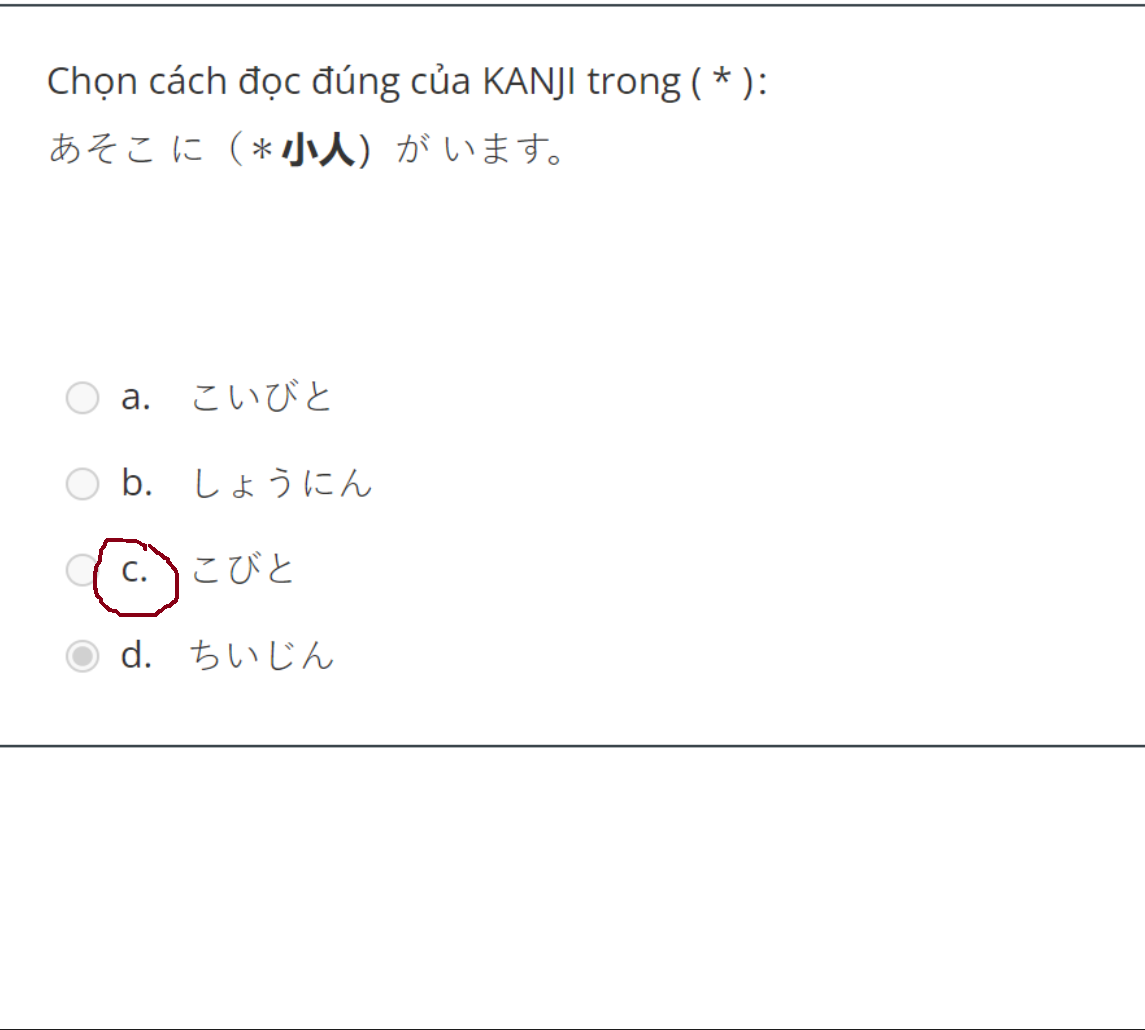 Chọn cách đọc đúng của KANJI trong ( * ):
あそこ に（＊小人）が います。
a. こいびと
b. しょうにん
c. こびと
d. ちいじん